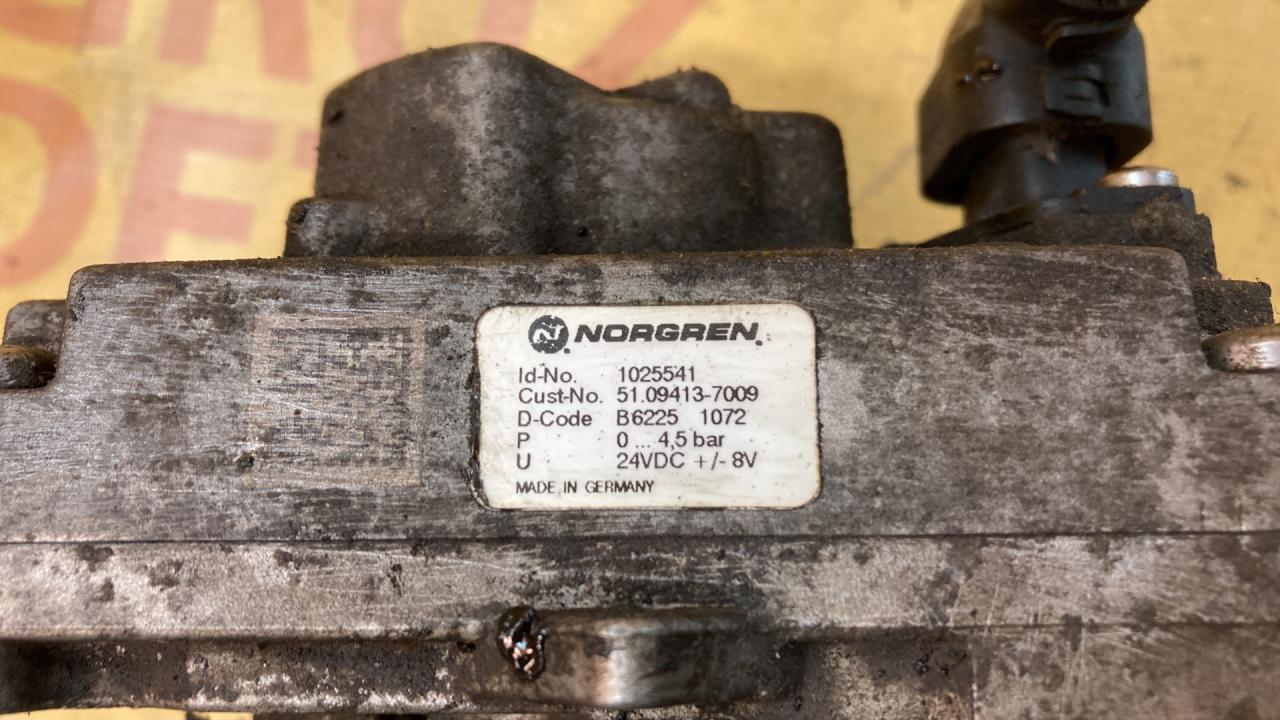 NORGREN
Id-No. 1025541
Cust-No. 51.09413-7009
D-Code B6225 1072
P 0 ... 4,5 bar
U 24VDC +/- 8V
MADE IN GERMANY